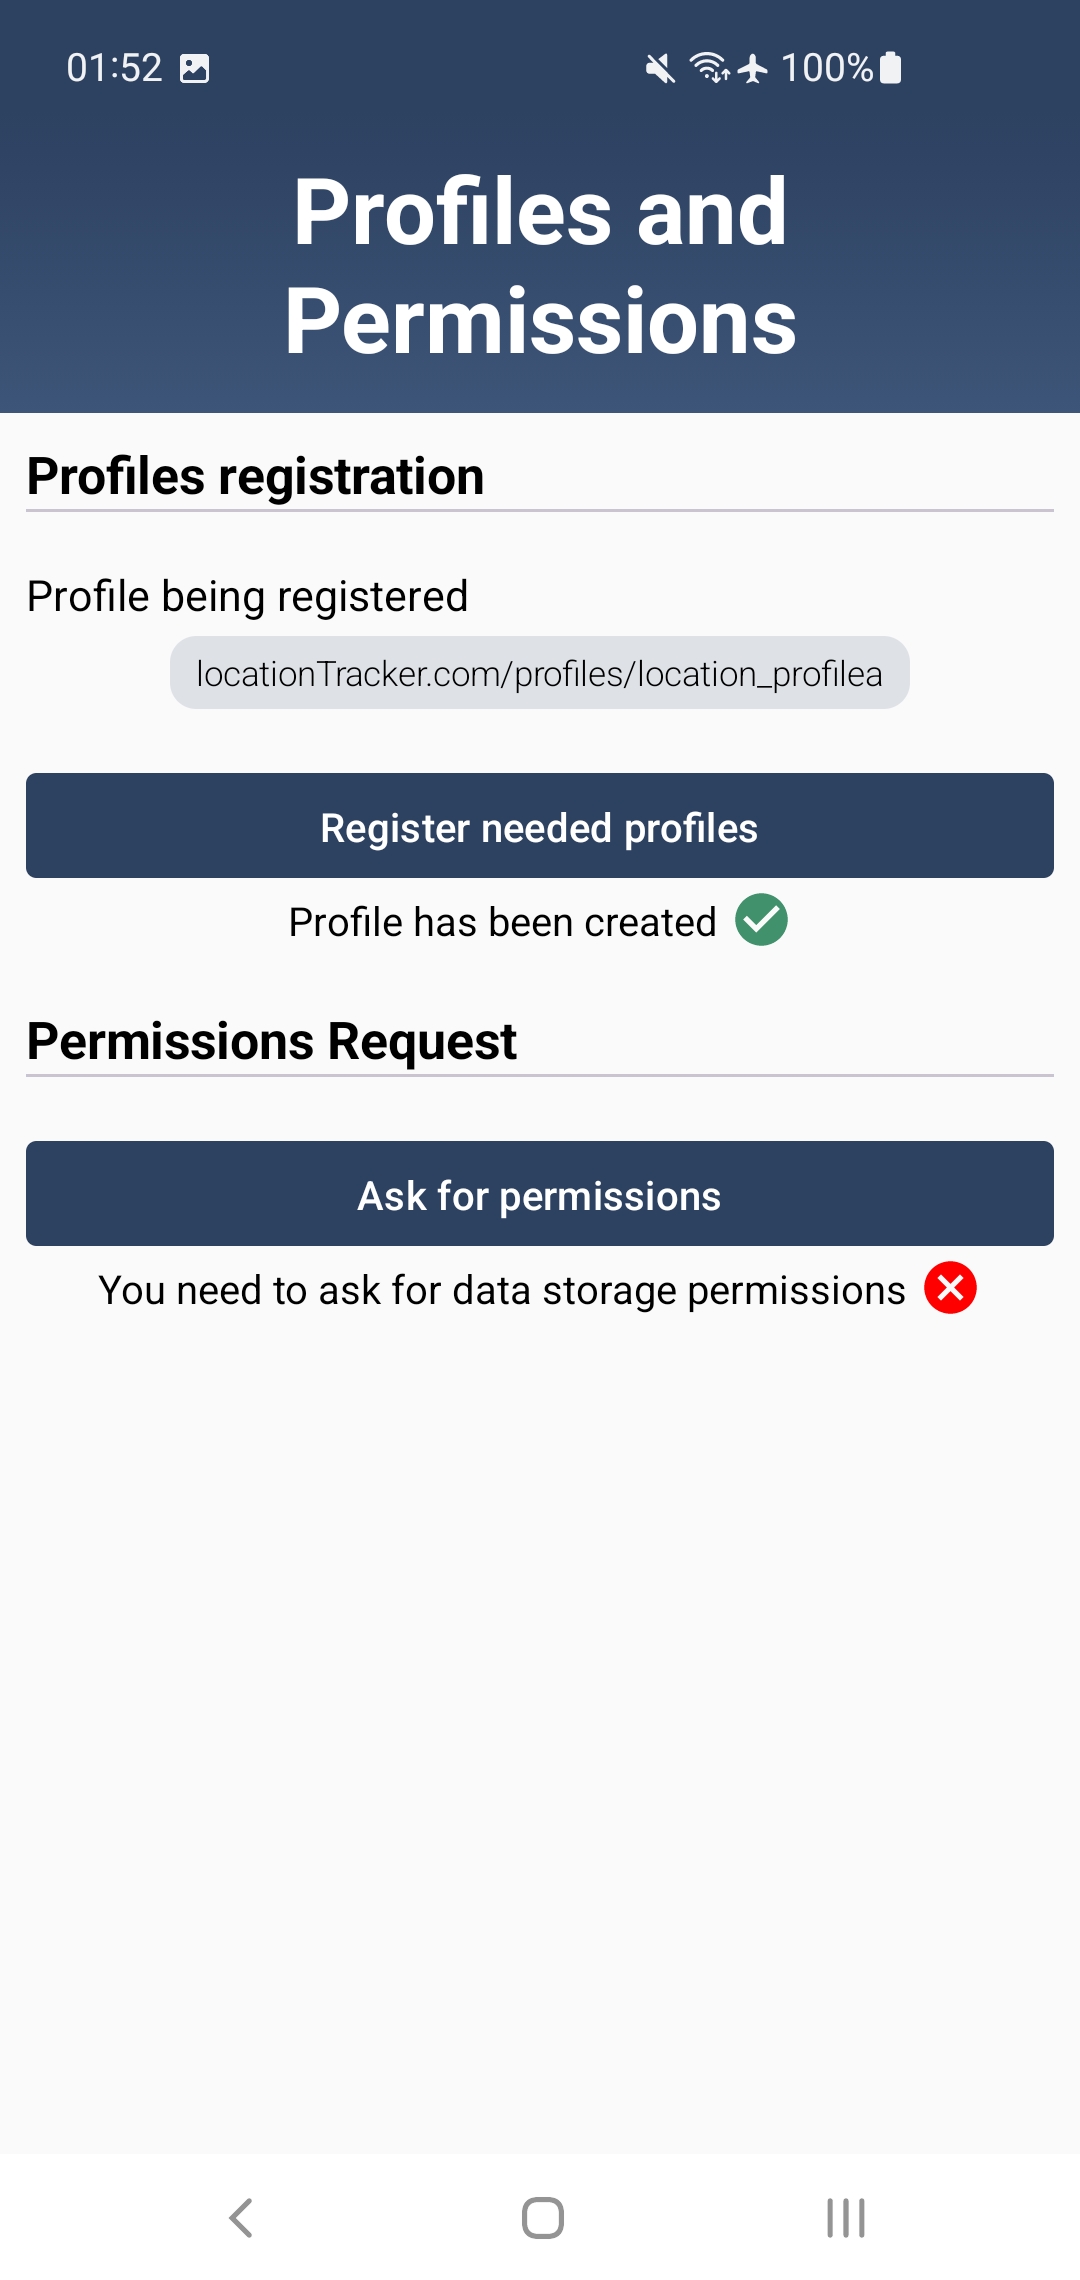 01:52
100%
Profiles and
Permissions
Profiles registration
Profile being registered
locationTracker.com/profiles/location_profilea
Register needed profiles
Profile has been created
Permissions Request
Ask for permissions
You need to ask for data storage permissions